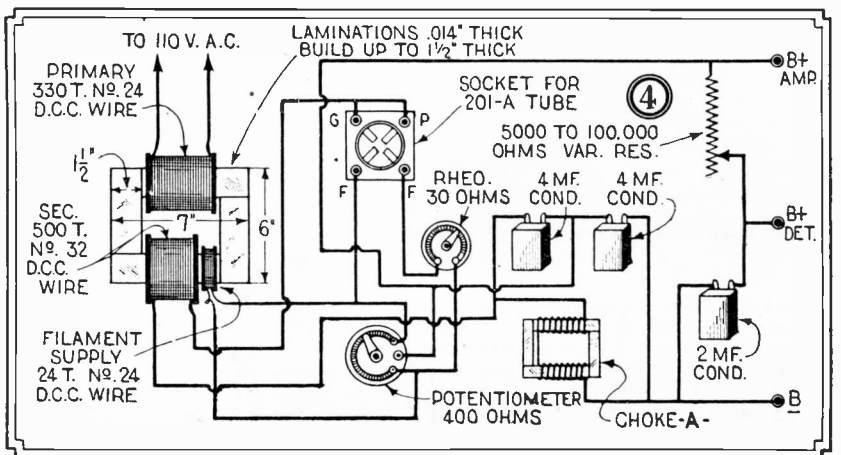 TO 110 V. A.C.
LAMINATIONS .014" THICK
BUILD UP TO 1½" THICK
PRIMARY
330 T. Nº. 24
D.C.C. WIRE
SOCKET FOR
201-A TUBE
4
B+
AMP.
5000 TO 100.000
OHMS VAR. RES.
G
P
F
F
1½"
7"
6"
SEC.
500 T.
Nº. 32
D.C.C.
WIRE
RHEO.
30 OHMS
4 MF.
COND.
4 MF.
COND.
B+
DET.
FILAMENT
SUPPLY
24 T. Nº. 24
D.C.C. WIRE
POTENTIOMETER
400 OHMS
CHOKE-A-
2 MF.
COND.
B